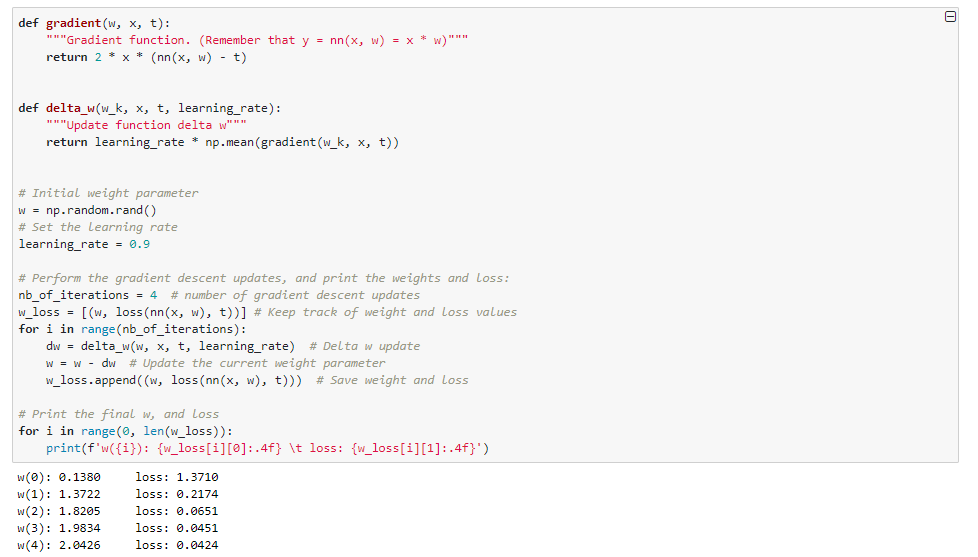 def gradient(w, x, t):
    """Gradient function. (Remember that y = nn(x, w) = x * w)"""
    return 2 * x * (nn(x, w) - t)
def delta_w(w_k, x, t, learning_rate):
    """Update function delta w"""
    return learning_rate * np.mean(gradient(w_k, x, t))
# Initial weight parameter
w = np.random.rand()
# Set the learning rate
learning_rate = 0.9
# Perform the gradient descent updates, and print the weights and loss:
nb_of_iterations = 4  # number of gradient descent updates
w_loss = [(w, loss(nn(x, w), t))] # Keep track of weight and loss values
for i in range(nb_of_iterations):
    dw = delta_w(w, x, t, learning_rate)  # Delta w update
    w = w - dw  # Update the current weight parameter
    w_loss.append((w, loss(nn(x, w), t)))  # Save weight and loss
# Print the final w, and loss
for i in range(0, len(w_loss)):
    print(f'w({i}): {w_loss[i][0]:.4f} \t loss: {w_loss[i][1]:.4f}')
w(0): 0.1380 	 loss: 1.3710
w(1): 1.3722 	 loss: 0.2174
w(2): 1.8205 	 loss: 0.0651
w(3): 1.9834 	 loss: 0.0451
w(4): 2.0426 	 loss: 0.0424